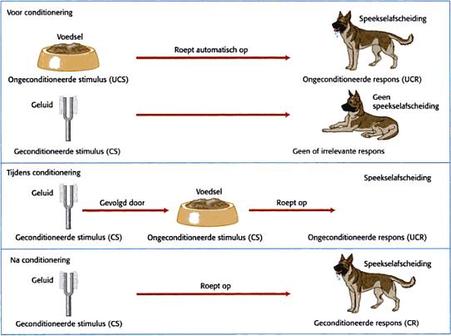 Voor conditionering
Voedsel
Roept automatisch op
Speekselafscheiding
Ongeconditioneerde stimulus (UCS)
Ongeconditioneerde respons (UCR)
Geluid
Geen
speekselafscheiding
Geconditioneerde stimulus (CS)
Geen of irrelevante respons
Tijdens conditionering
Geluid
Gevolgd door
Voedsel
Roept op
Speekselafscheiding
Geconditioneerde stimulus (CS)
Ongeconditioneerde stimulus (CS)
Ongeconditioneerde respons (UCR)
Na conditionering
Geluid
Roept op
Speekselafscheiding
Geconditioneerde stimulus (CS)
Geconditioneerde respons (CR)